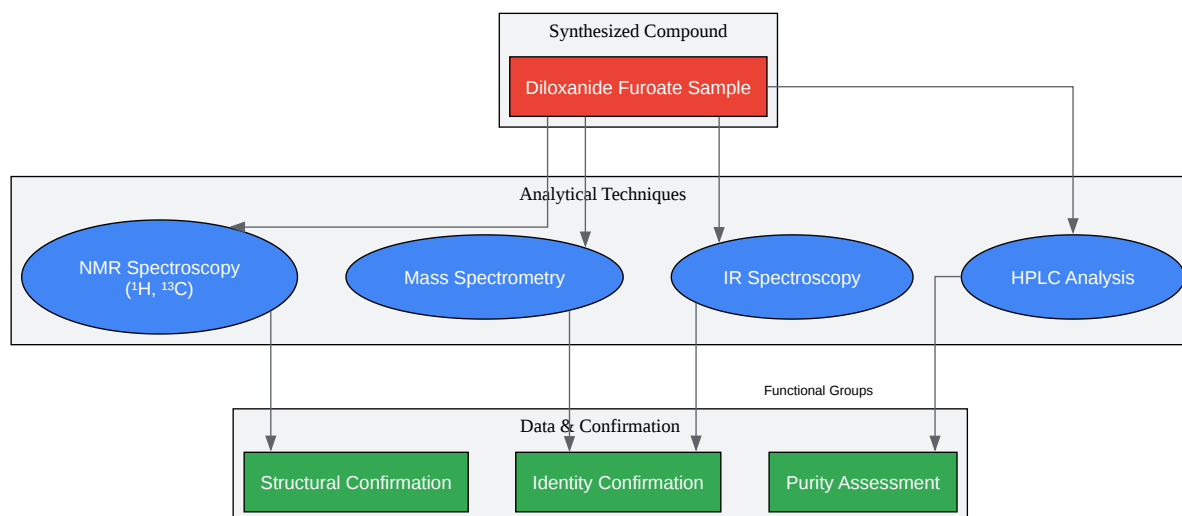 Synthesized Compound
Diloxanide Furoate Sample
Analytical Techniques
NMR Spectroscopy
(¹H, ¹³C)
Mass Spectrometry
IR Spectroscopy
HPLC Analysis
Functional Groups
Data & Confirmation
Structural Confirmation
Identity Confirmation
Purity Assessment